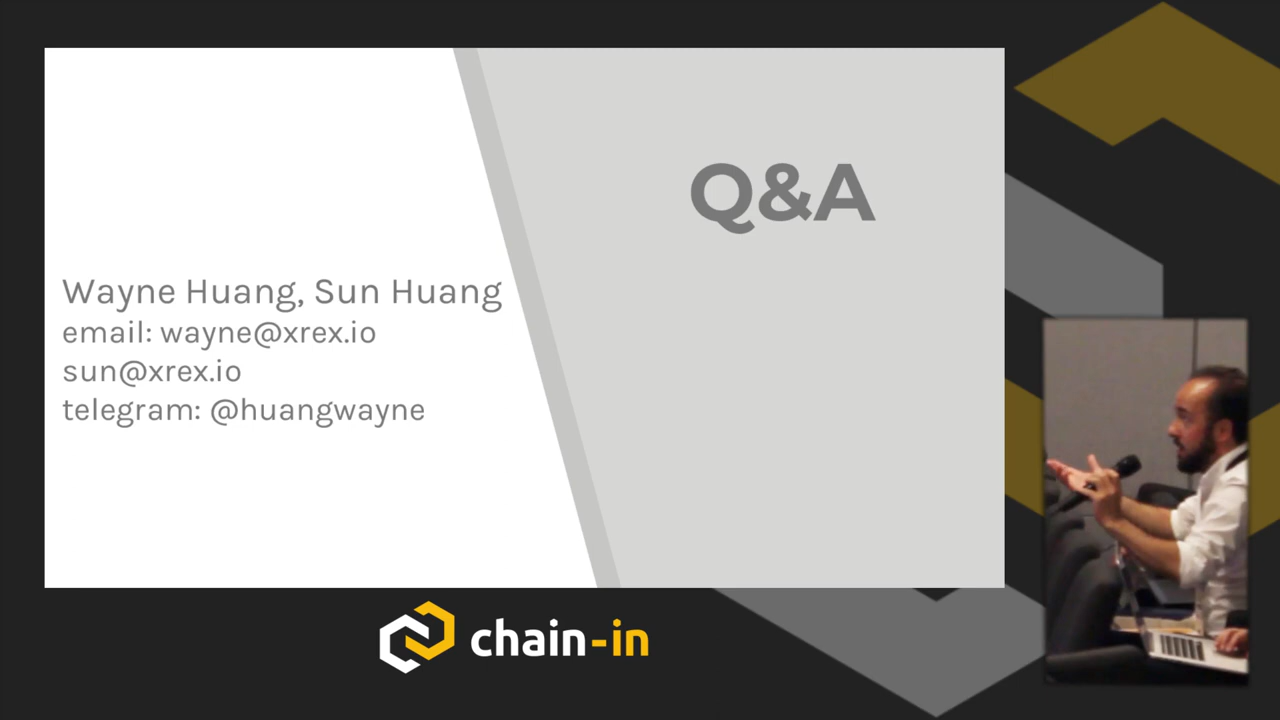 Q&A
Wayne Huang, Sun Huang
email: wayne@xrex.io
sun@xrex.io
telegram: @huangwayne
chain-in